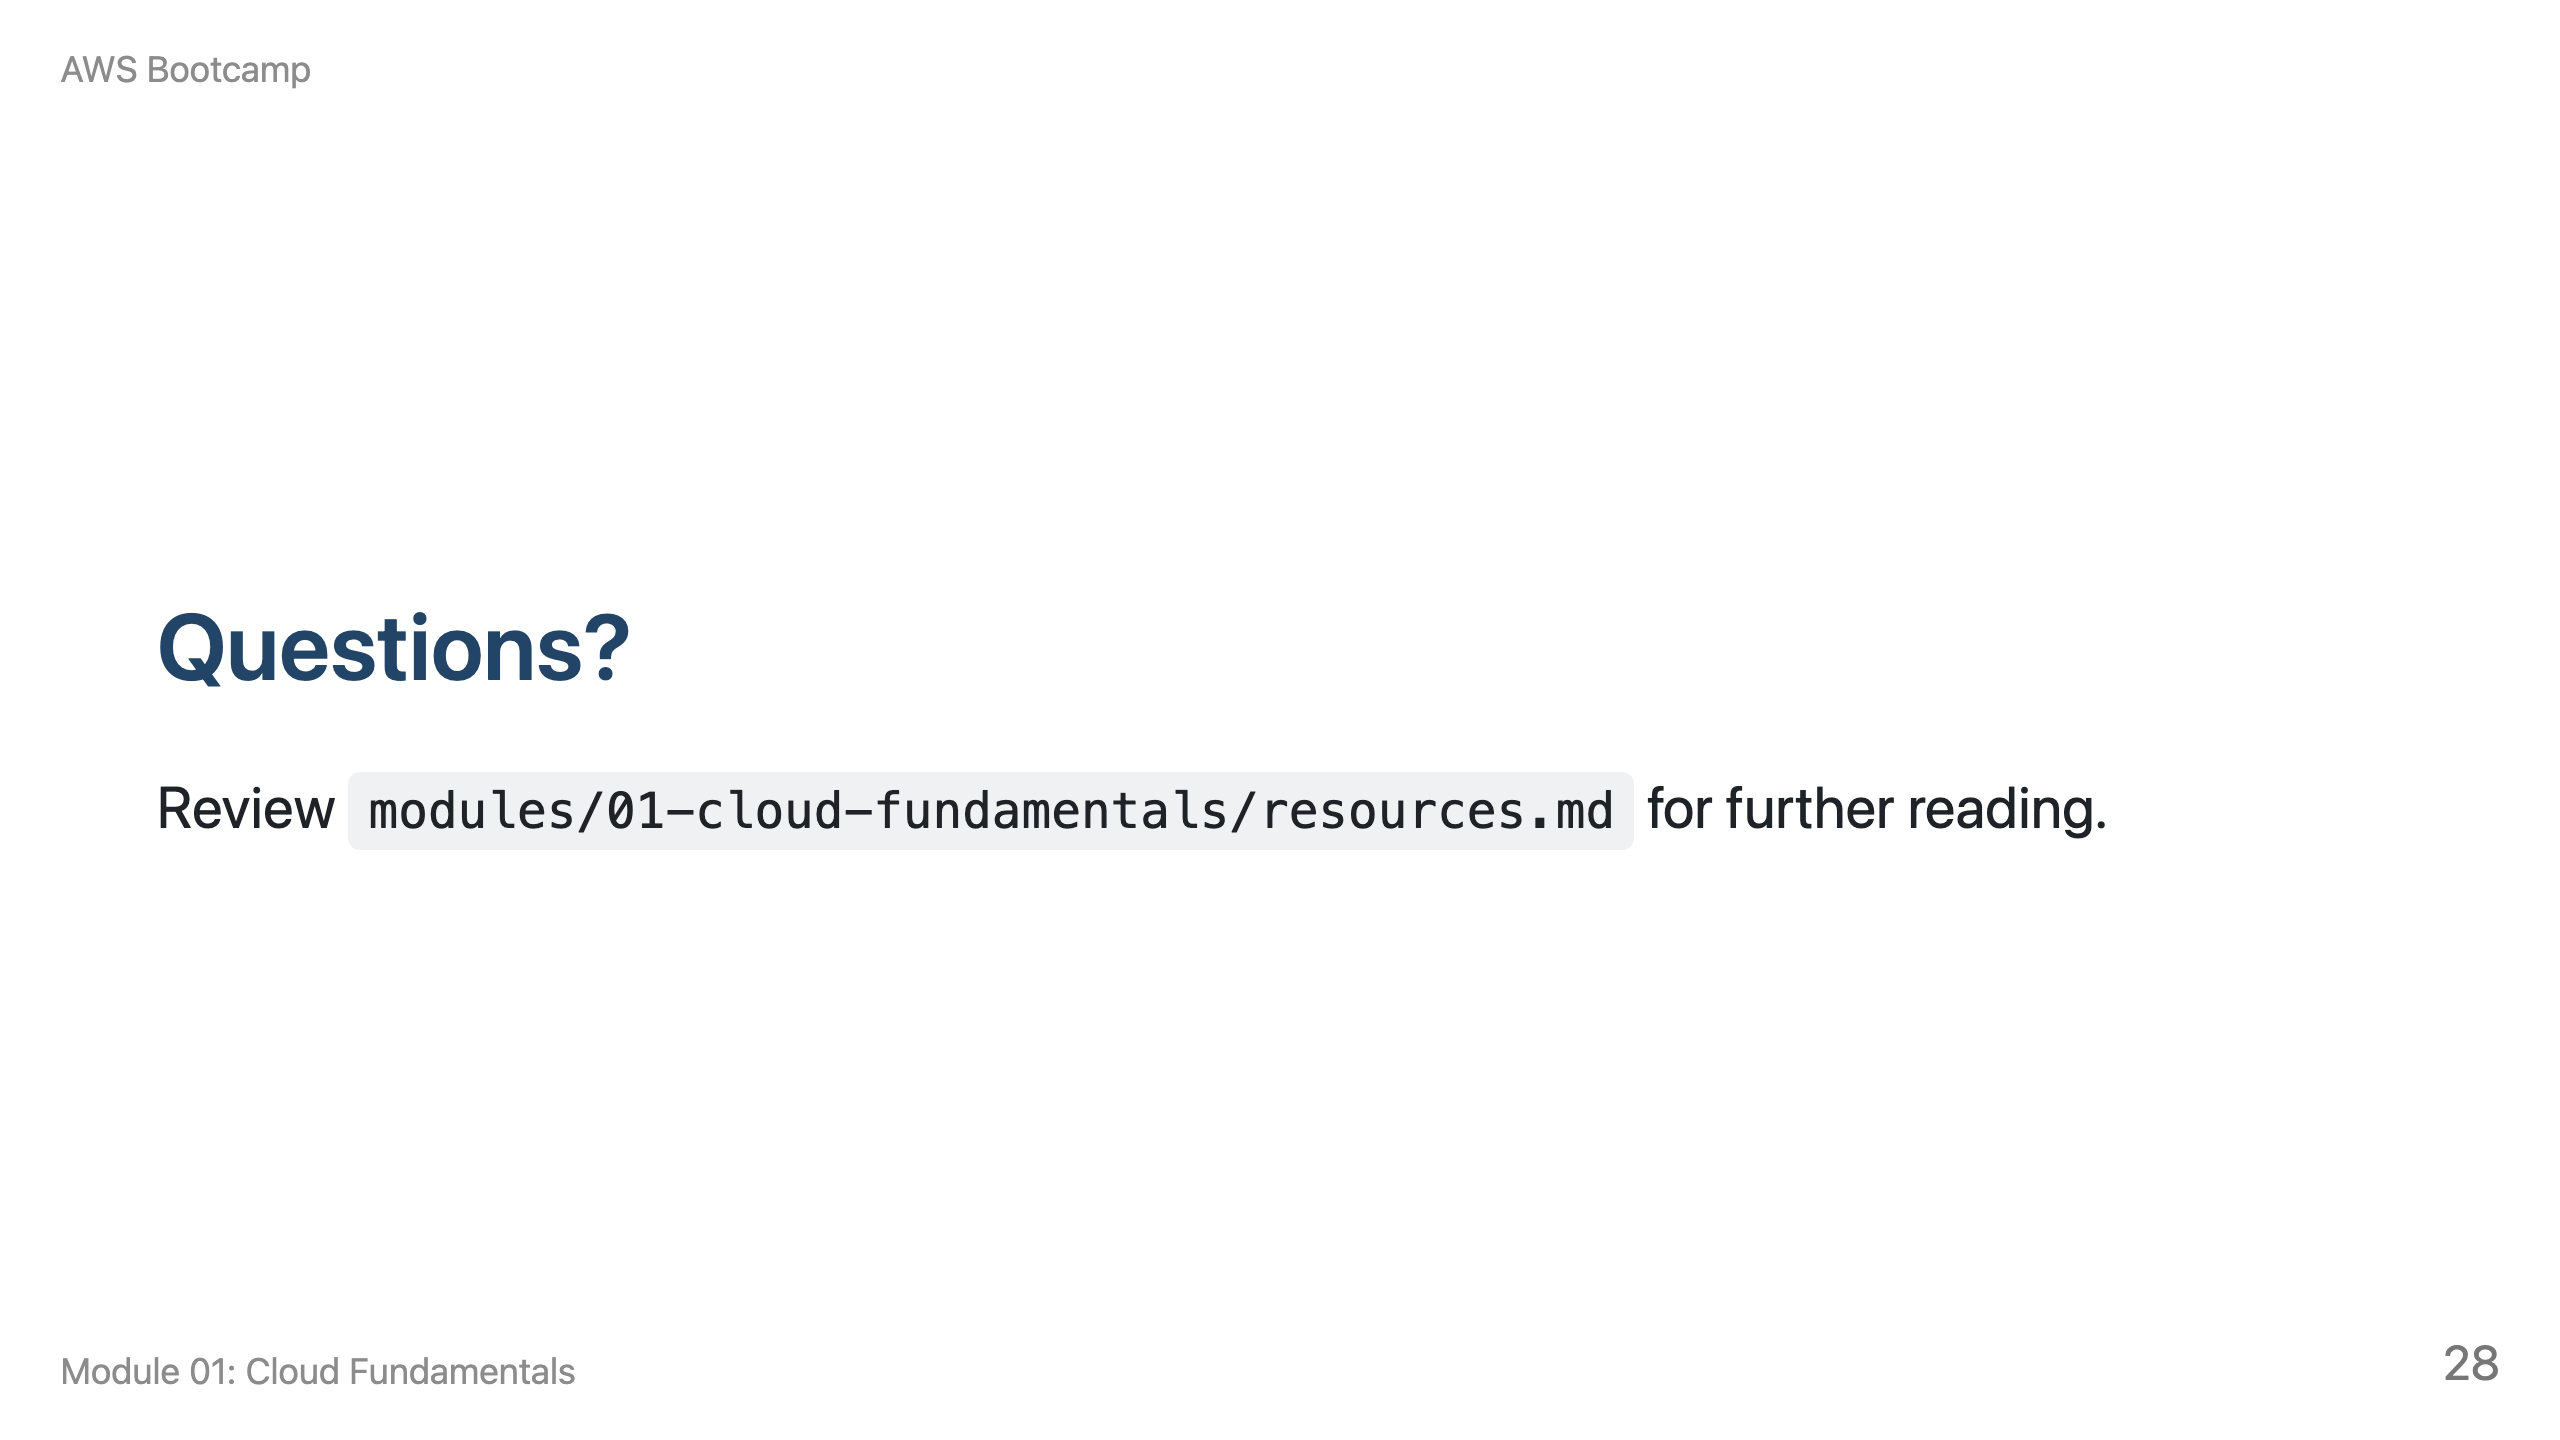 AWS Bootcamp
Questions?
Review modules/01-cloud-fundamentals/resources.md for further reading.
Module 01: Cloud Fundamentals
28